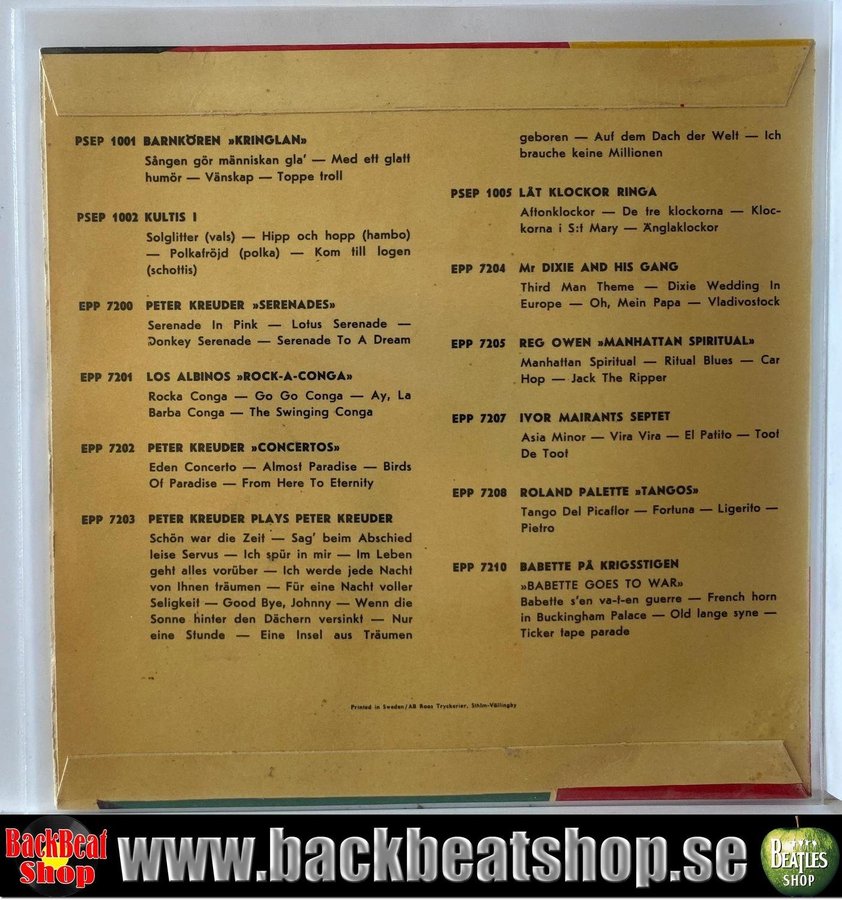 PSEP 1001 BARNKÖREN »KRINGLAN»
Sången gör människan gla' — Med ett glatt
humör — Vänskap — Toppe troll
PSEP 1002 KULTIS I
Solglitter (vals) — Hipp och hopp (hambo)
— Polkafröjd (polka) — Kom till logen
(schottis)
EPP 7200 PETER KREUDER »SERENADES»
Serenade In Pink — Lotus Serenade —
Donkey Serenade — Serenade To A Dream
EPP 7201 LOS ALBINOS »ROCK-A-CONGA»
Rocka Conga — Go Go Conga — Ay, La
Barba Conga — The Swinging Conga
EPP 7202 PETER KREUDER »CONCERTOS»
Eden Concerto — Almost Paradise — Birds
Of Paradise — From Here To Eternity
EPP 7203 PETER KREUDER PLAYS PETER KREUDER
Schön war die Zeit — Sag' beim Abschied
leise Servus — Ich spür in mir — Im Leben
geht alles vorüber — Ich werde jede Nacht
von Ihnen träumen — Für eine Nacht voller
Seligkeit — Good Bye, Johnny — Wenn die
Sonne hinter den Dächern versinkt — Nur
eine Stunde — Eine Insel aus Träumen
geboren — Auf dem Dach der Welt — Ich
brauche keine Millionen
PSEP 1005 LÅT KLOCKOR RINGA
Aftonklockor — De tre klockorna — Kloc-
korna i S:t Mary — Änglaklockor
EPP 7204 Mr DIXIE AND HIS GANG
Third Man Theme — Dixie Wedding In
Europe — Oh, Mein Papa — Vladivostock
EPP 7205 REG OWEN »MANHATTAN SPIRITUAL»
Manhattan Spiritual — Ritual Blues — Car
Hop — Jack The Ripper
EPP 7207 IVOR MAIRANTS SEPTET
Asia Minor — Vira Vira — El Patito — Toot
De Toot
EPP 7208 ROLAND PALETTE »TANGOS»
Tango Del Picaflor — Fortuna — Ligerito —
Pietro
EPP 7210 BABETTE PÅ KRIGSSTIGEN
»BABETTE GOES TO WAR»
Babette s'en va-t-en guerre — French horn
in Buckingham Palace — Old lange syne —
Ticker tape parade
Printed in Sweden/AB Roos Tryckerier, Sthlm-Vällingby
BackBeat
Shop
www.backbeatshop.se
BEATLES
SHOP